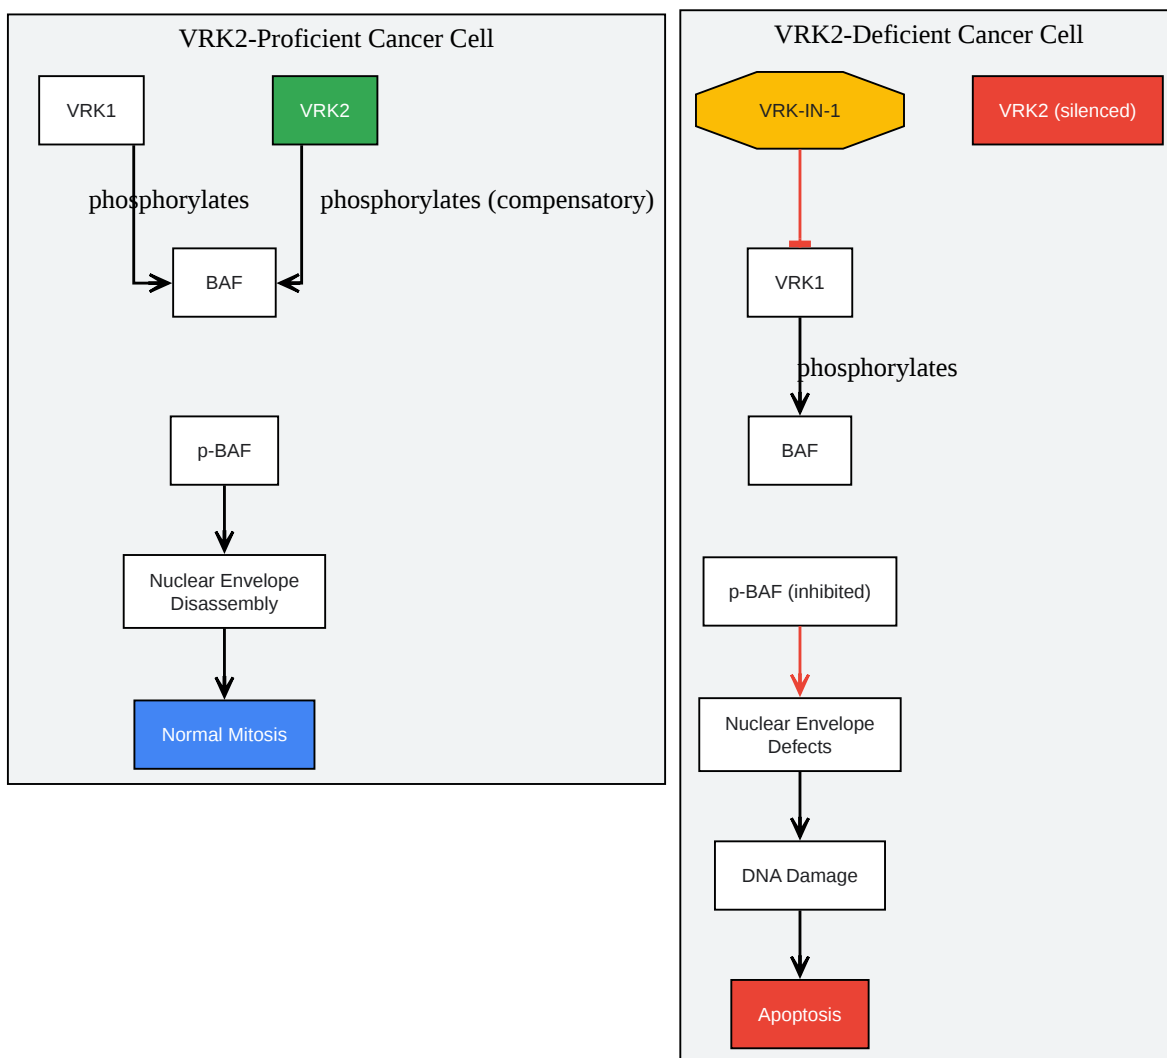 VRK2-Proficient Cancer Cell
VRK1
VRK2
phosphorylates
phosphorylates (compensatory)
BAF
p-BAF
Nuclear Envelope
Disassembly
Normal Mitosis
VRK2-Deficient Cancer Cell
VRK-IN-1
VRK2 (silenced)
VRK1
phosphorylates
BAF
p-BAF (inhibited)
Nuclear Envelope
Defects
DNA Damage
Apoptosis